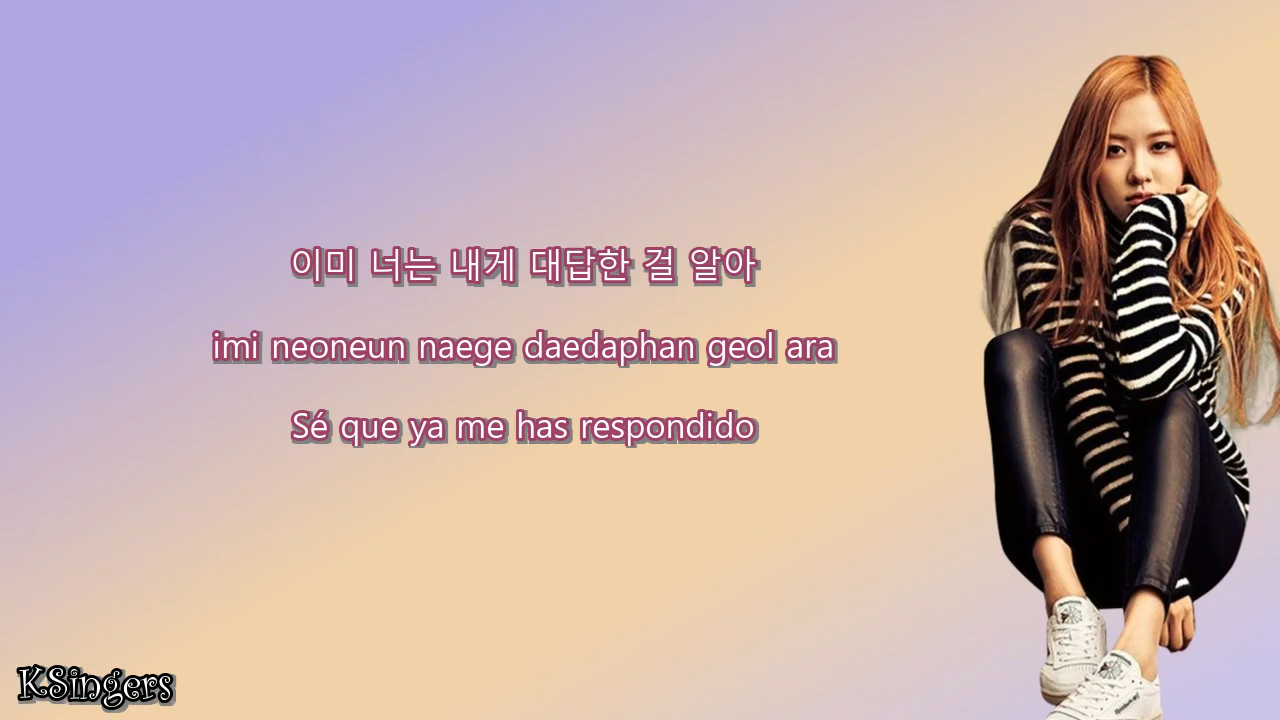 이미 너는 내게 대답한 걸 알아
imi neoneun naege daedaphan geol ara
Sé que ya me has respondido
KSingers